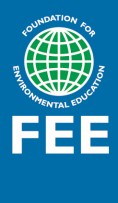 FOUNDATION FOR
ENVIRONMENTAL EDUCATION
FEE